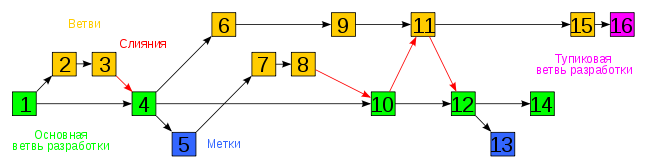 6 9 11 15 16
Ветви
Слияния
2 3 7 8
Тупиковая
ветвь разработки
1 4 10 12 14
Основная
ветвь разработки
5 Метки 13